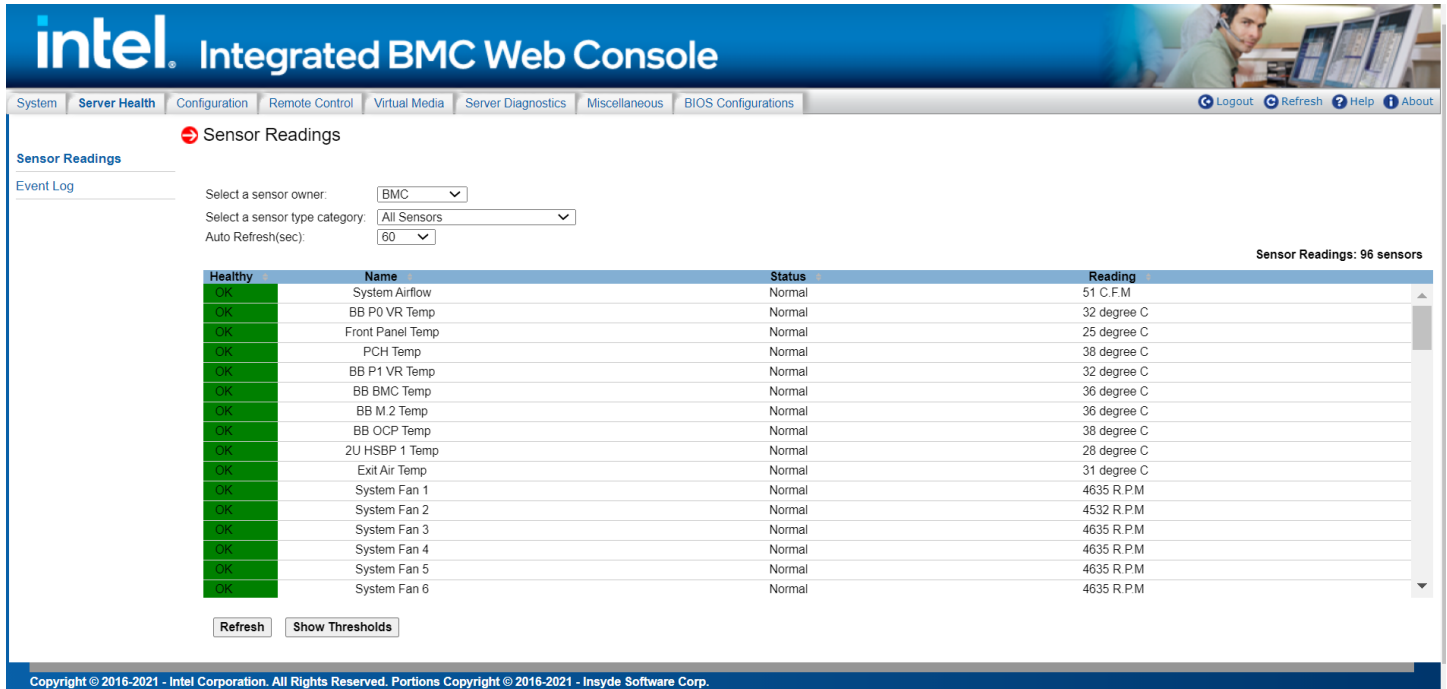 intel. Integrated BMC Web Console
System Server Health Configuration Remote Control Virtual Media Server Diagnostics Miscellaneous BIOS Configurations Logout Refresh Help About
Sensor Readings
Sensor Readings
Event Log
Select a sensor owner: BMC
Select a sensor type category: All Sensors
Auto Refresh(sec): 60
Sensor Readings: 96 sensors
Healthy Name Status Reading
OK System Airflow Normal 51 C.F.M
OK BB P0 VR Temp Normal 32 degree C
OK Front Panel Temp Normal 25 degree C
OK PCH Temp Normal 38 degree C
OK BB P1 VR Temp Normal 32 degree C
OK BB BMC Temp Normal 36 degree C
OK BB M.2 Temp Normal 36 degree C
OK BB OCP Temp Normal 38 degree C
OK 2U HSBP 1 Temp Normal 28 degree C
OK Exit Air Temp Normal 31 degree C
OK System Fan 1 Normal 4635 R.P.M
OK System Fan 2 Normal 4532 R.P.M
OK System Fan 3 Normal 4635 R.P.M
OK System Fan 4 Normal 4635 R.P.M
OK System Fan 5 Normal 4635 R.P.M
OK System Fan 6 Normal 4635 R.P.M
Refresh Show Thresholds
Copyright © 2016-2021 - Intel Corporation. All Rights Reserved. Portions Copyright © 2016-2021 - Insyde Software Corp.